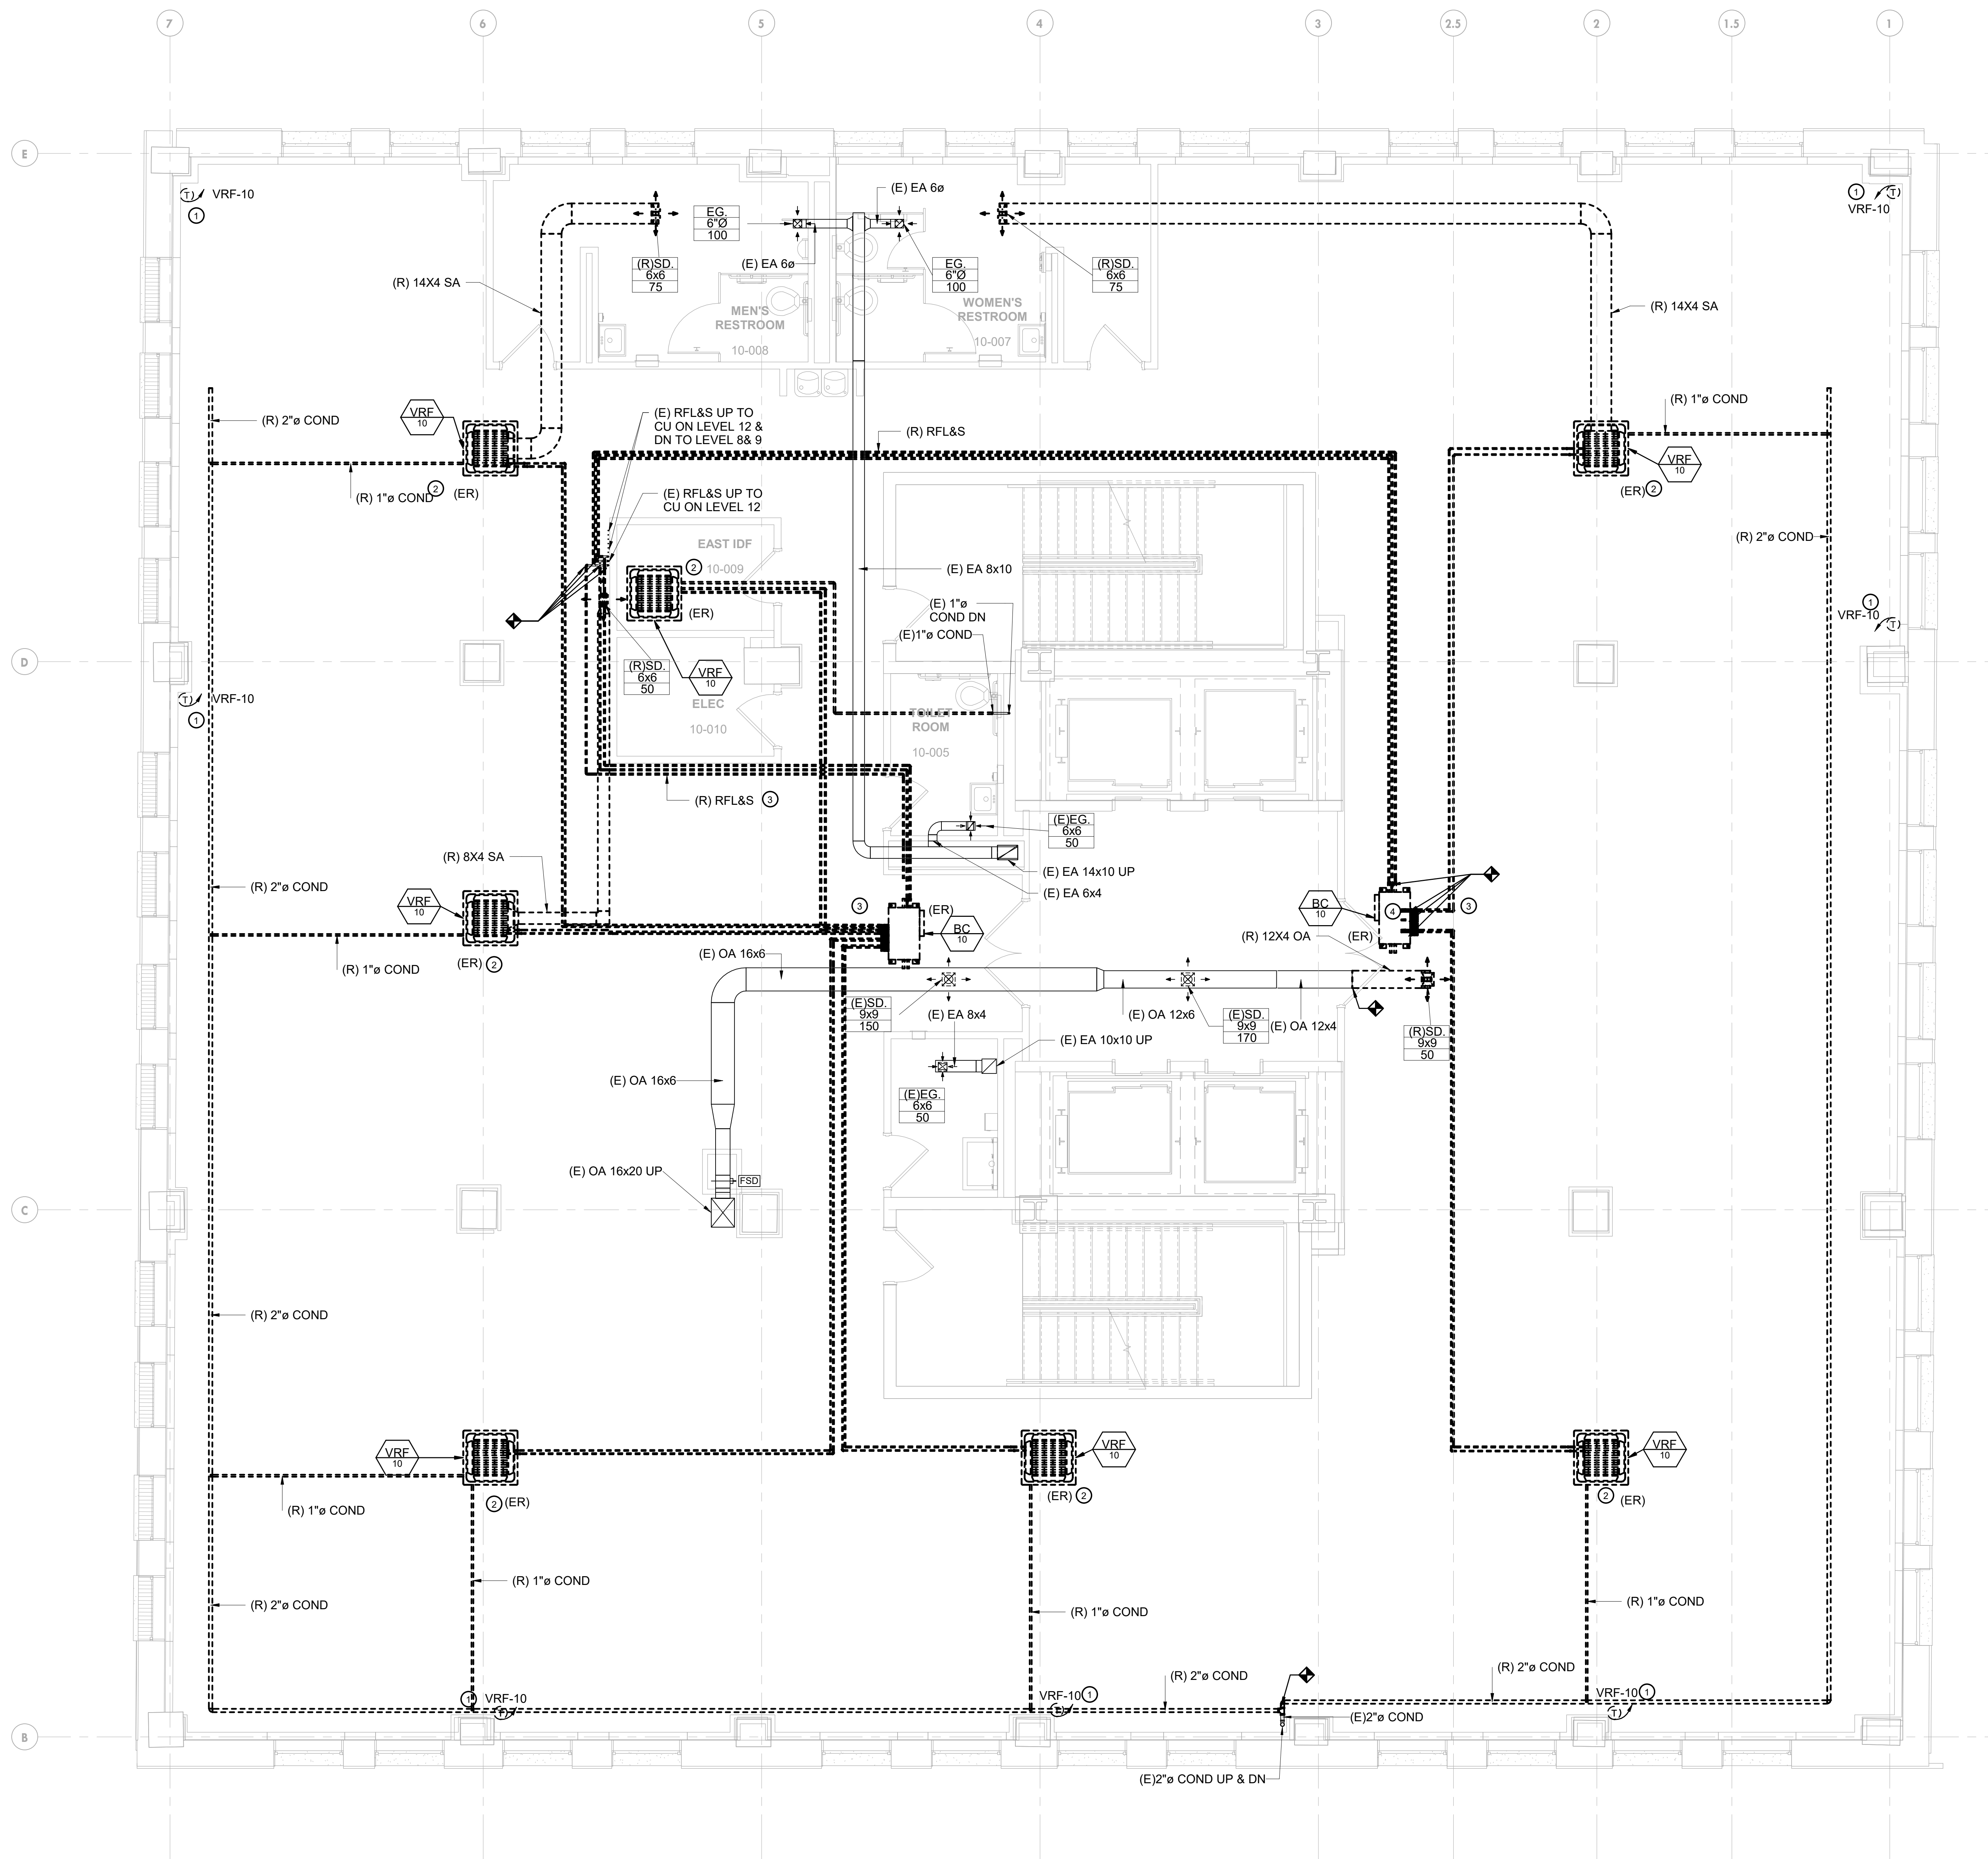 7
6
5
4
3
2.5
2
1.5
1
E
D
C
B
VRF-10
1
(E) EA 6ø
EG.
6"Ø
100
(E) EA 6ø
(R)SD.
6x6
75
EG.
6"Ø
100
(R)SD.
6x6
75
1
VRF-10
(R) 14X4 SA
MEN'S
RESTROOM
10-008
WOMEN'S
RESTROOM
10-007
(R) 14X4 SA
(R) 2"ø COND
VRF
10
(E) RFL&S UP TO
CU ON LEVEL 12 &
DN TO LEVEL 8& 9
(R) RFL&S
(R) 1"ø COND
VRF
10
(R) 1"ø COND
2
(ER)
(E) RFL&S UP TO
CU ON LEVEL 12
(ER)
2
(R) 2"ø COND
EAST IDF
10-009
2
(ER)
(E) EA 8x10
(E) 1"ø
COND DN
(E)1"ø COND
1
VRF-10
T
(R)SD.
6x6
50
VRF
10
ELEC
10-010
VRF-10
1
TOILET
ROOM
10-005
(R) RFL&S
3
(E)EG.
6x6
50
(R) 8X4 SA
(E) EA 14x10 UP
(E) EA 6x4
(R) 2"ø COND
VRF
10
3
(ER)
BC
10
BC
10
4
3
(R) 12X4 OA
(ER)
(R) 1"ø COND
(ER)
2
(E) OA 16x6
(E)SD.
9x9
150
(E) EA 8x4
(E) OA 12x6
(E)SD.
9x9
170
(E) OA 12x4
(R)SD.
9x9
50
(E) EA 10x10 UP
(E) OA 16x6
(E)EG.
6x6
50
(E) OA 16x20 UP
FSD
(R) 2"ø COND
VRF
10
VRF
10
VRF
10
(R) 1"ø COND
2
(ER)
(ER)
2
2
(ER)
(R) 1"ø COND
(R) 2"ø COND
(R) 1"ø COND
(R) 1"ø COND
1
VRF-10
T
VRF-10
1
T
(R) 2"ø COND
(R) 2"ø COND
VRF-10
1
T
(E)2"ø COND
(E)2"ø COND UP & DN